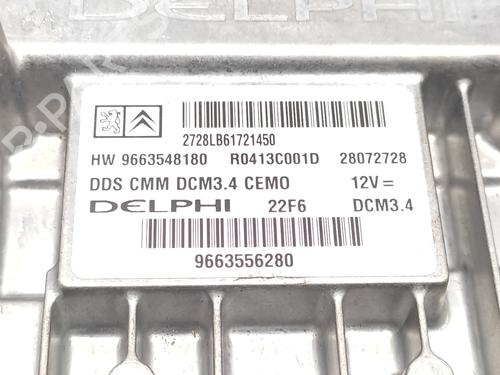 DELPHI
2728LB61721450
HW 9663548180 R0413C001D 28072728
DDS CMM DCM3.4 CEMO 12V=
DELPHI 22F6 DCM3.4
9663556280